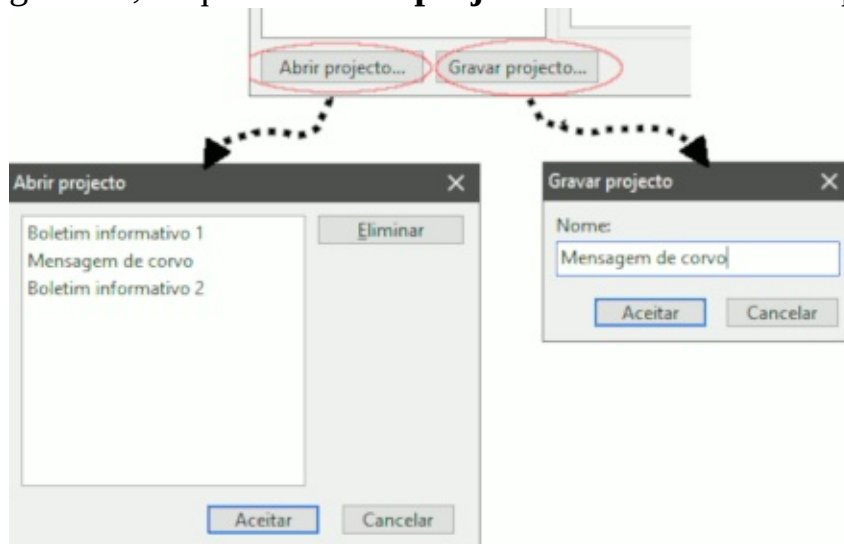 Abrir projecto... Gravar projecto...
Abrir projecto
Boletim informativo 1
Mensagem de corvo
Boletim informativo 2
Eliminar
Aceitar Cancelar
Gravar projecto
Nome:
Mensagem de corvo
Aceitar Cancelar